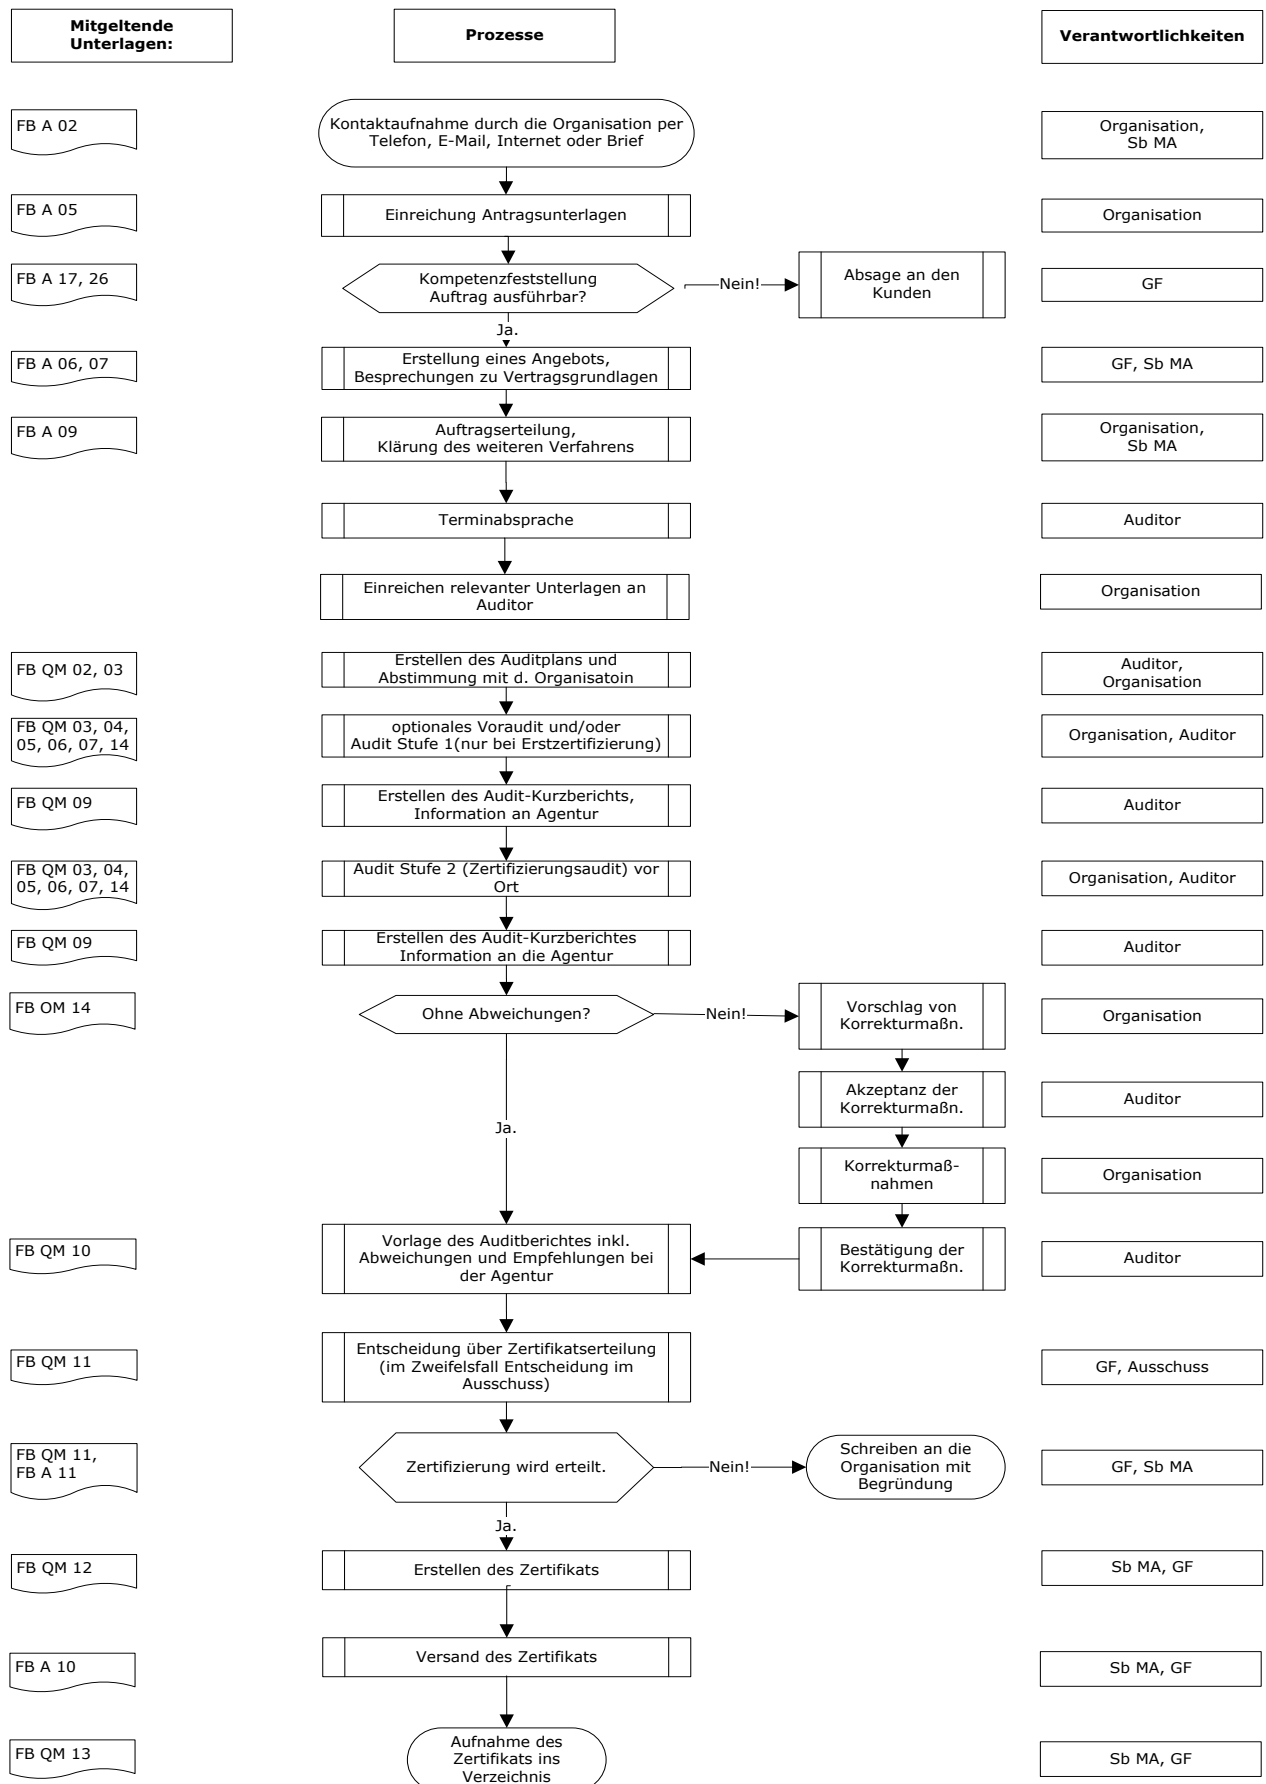 Mitgeltende
Unterlagen:
Prozesse
Verantwortlichkeiten
FB A 02
Kontaktaufnahme durch die Organisation per
Telefon, E-Mail, Internet oder Brief
Organisation,
Sb MA
FB A 05
Einreichung Antragsunterlagen
Organisation
FB A 17, 26
Kompetenzfeststellung
Auftrag ausführbar?
Nein!
Absage an den
Kunden
GF
Ja.
FB A 06, 07
Erstellung eines Angebots,
Besprechungen zu Vertragsgrundlagen
GF, Sb MA
FB A 09
Auftragserteilung,
Klärung des weiteren Verfahrens
Organisation,
Sb MA
Terminabsprache
Auditor
Einreichen relevanter Unterlagen an
Auditor
Organisation
FB QM 02, 03
Erstellen des Auditplans und
Abstimmung mit d. Organisatoin
Auditor,
Organisation
FB QM 03, 04,
05, 06, 07, 14
optionales Voraudit und/oder
Audit Stufe 1(nur bei Erstzertifizierung)
Organisation, Auditor
FB QM 09
Erstellen des Audit-Kurzberichts,
Information an Agentur
Auditor
FB QM 03, 04,
05, 06, 07, 14
Audit Stufe 2 (Zertifizierungsaudit) vor
Ort
Organisation, Auditor
FB QM 09
Erstellen des Audit-Kurzberichtes
Information an die Agentur
Auditor
FB OM 14
Ohne Abweichungen?
Nein!
Vorschlag von
Korrekturmaßn.
Organisation
Akzeptanz der
Korrekturmaßn.
Auditor
Ja.
Korrekturmaß-
nahmen
Organisation
FB QM 10
Vorlage des Auditberichtes inkl.
Abweichungen und Empfehlungen bei
der Agentur
Bestätigung der
Korrekturmaßn.
Auditor
FB QM 11
Entscheidung über Zertifikatserteilung
(im Zweifelsfall Entscheidung im
Ausschuss)
GF, Ausschuss
FB QM 11,
FB A 11
Zertifizierung wird erteilt.
Nein!
Schreiben an die
Organisation mit
Begründung
GF, Sb MA
Ja.
FB QM 12
Erstellen des Zertifikats
Sb MA, GF
FB A 10
Versand des Zertifikats
Sb MA, GF
FB QM 13
Aufnahme des
Zertifikats ins
Verzeichnis
Sb MA, GF